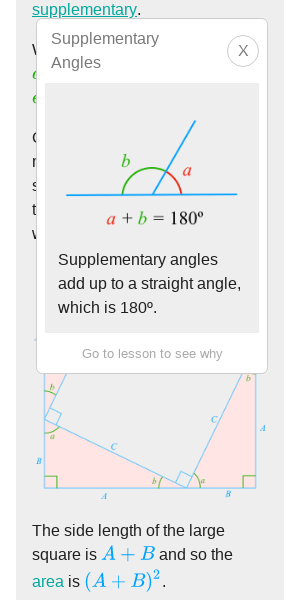 supplementary.
Supplementary
Angles
X
b
a
a + b = 180º
Supplementary angles
add up to a straight angle,
which is 180º.
Go to lesson to see why
b
b
a
C
C
A
B
b
a
A
B
The side length of the large
square is A + B and so the
area is (A + B)².